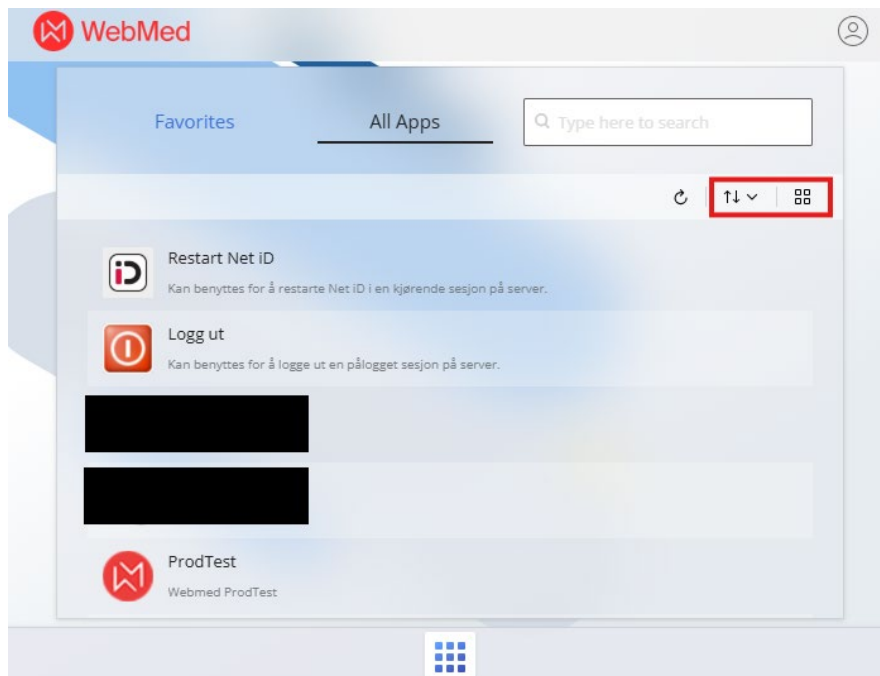 WebMed
Favorites
All Apps
Type here to search
Restart Net iD
Kan benyttes for å restarte Net iD i en kjørende sesjon på server.
Logg ut
Kan benyttes for å logge ut en pålogget sesjon på server.
ProdTest
Webmed ProdTest